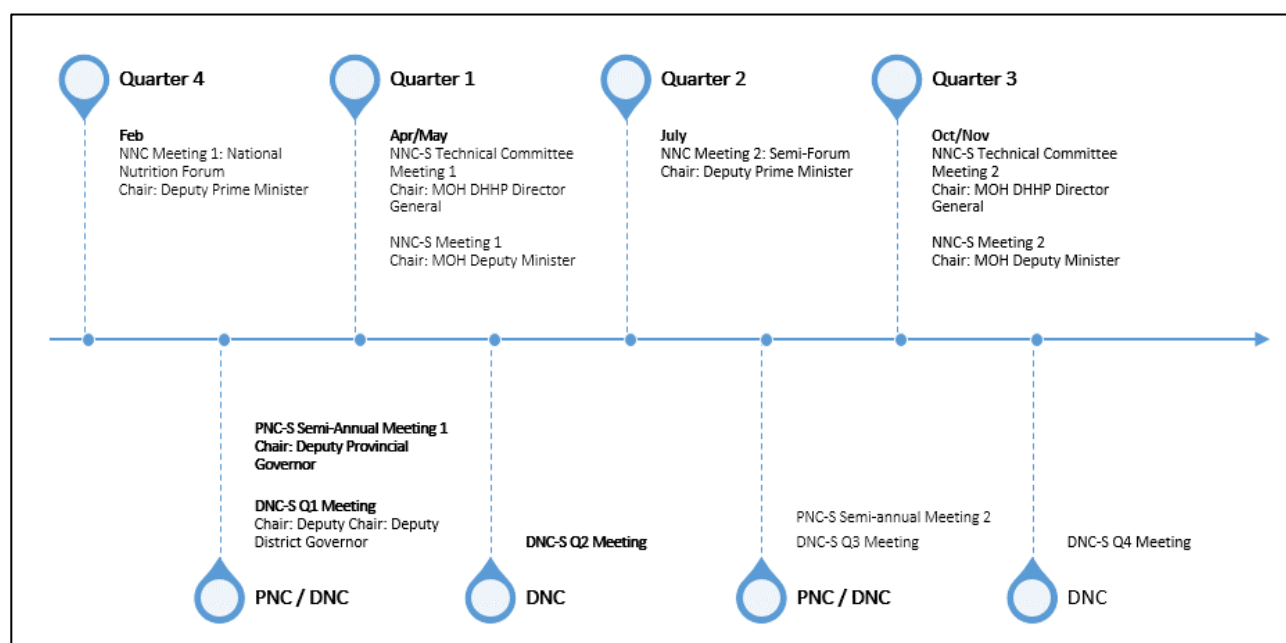 Quarter 4
Feb
NNC Meeting 1: National
Nutrition Forum
Chair: Deputy Prime Minister
Quarter 1
Apr/May
NNC-S Technical Committee
Meeting 1
Chair: MOH DHHP Director
General
NNC-S Meeting 1
Chair: MOH Deputy Minister
Quarter 2
July
NNC Meeting 2: Semi-Forum
Chair: Deputy Prime Minister
Quarter 3
Oct/Nov
NNC-S Technical Committee
Meeting 2
Chair: MOH DHHP Director
General
NNC-S Meeting 2
Chair: MOH Deputy Minister
PNC-S Semi-Annual Meeting 1
Chair: Deputy Provincial
Governor
DNC-S Q1 Meeting
Chair: Deputy Chair: Deputy
District Governor
PNC / DNC
DNC-S Q2 Meeting
DNC
PNC-S Semi-annual Meeting 2
DNC-S Q3 Meeting
PNC / DNC
DNC-S Q4 Meeting
DNC